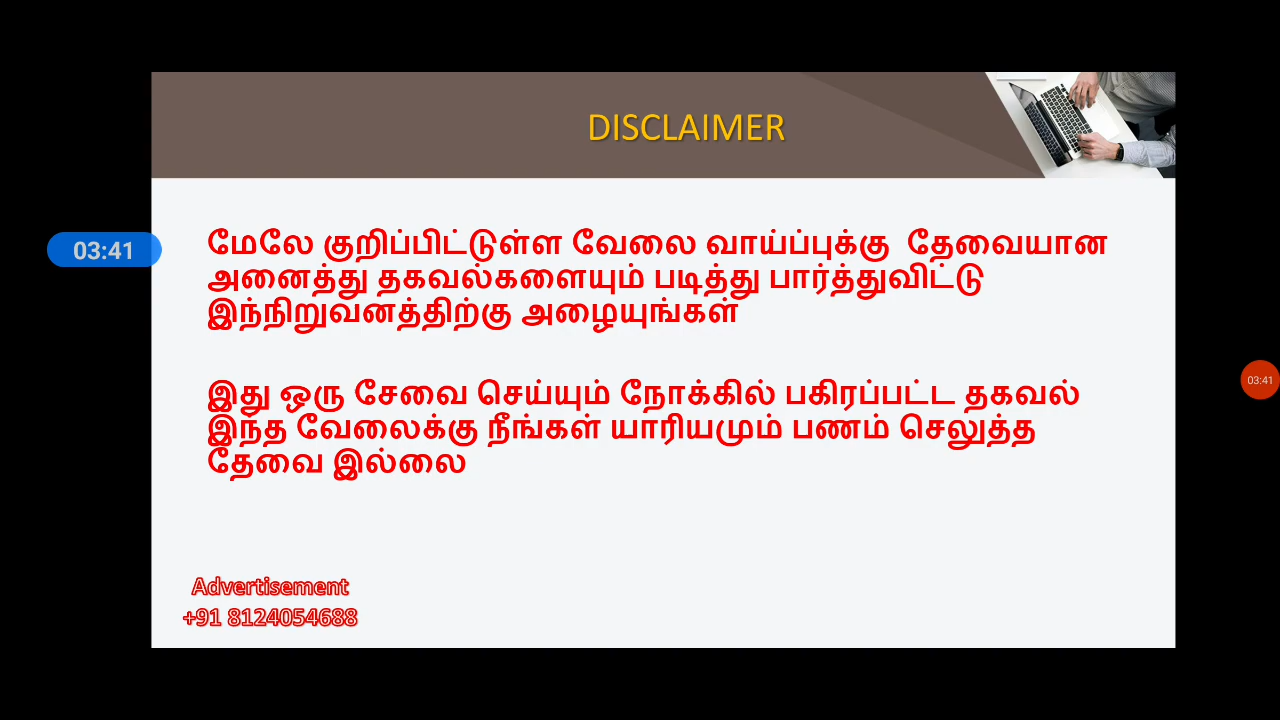 DISCLAIMER
மேலே குறிப்பிட்டுள்ள வேலை வாய்ப்புக்கு தேவையான
அனைத்து தகவல்களையும் படித்து பார்த்துவிட்டு
இந்நிறுவனத்திற்கு அழையுங்கள்
03:41
03:41
இது ஒரு சேவை செய்யும் நோக்கில் பகிரப்பட்ட தகவல்
இந்த வேலைக்கு நீங்கள் யாரியமும் பணம் செலுத்த
தேவை இல்லை
Advertisement
+91 8124054688